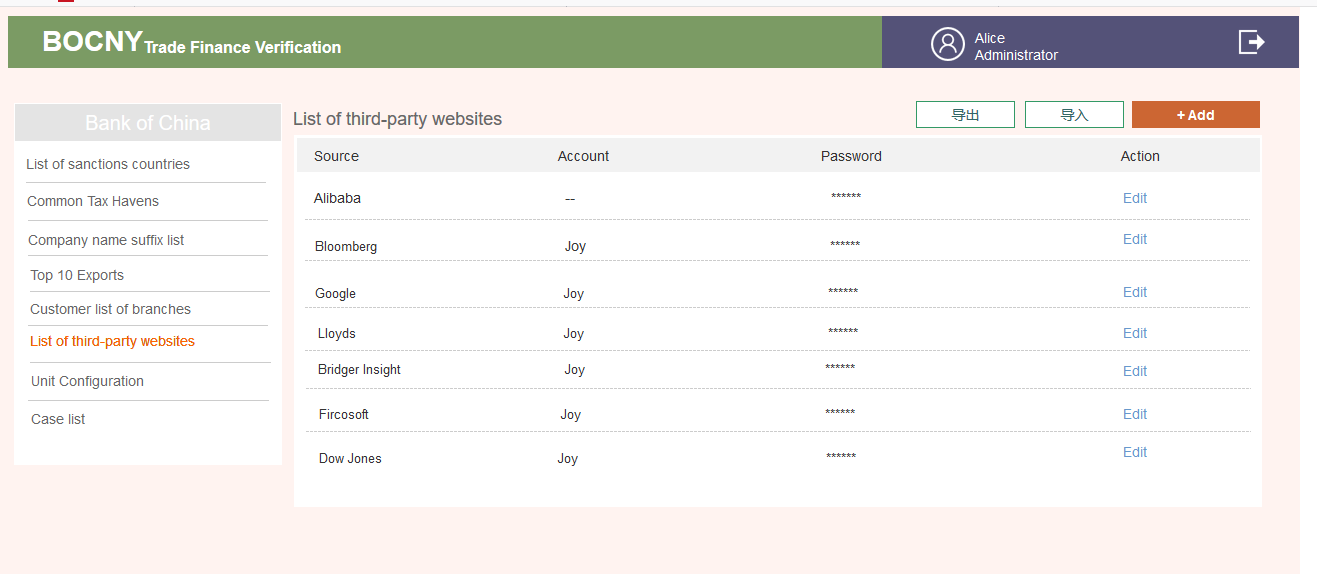 BOCNY Trade Finance Verification
Alice
Administrator
Bank of China
List of sanctions countries
Common Tax Havens
Company name suffix list
Top 10 Exports
Customer list of branches
List of third-party websites
Unit Configuration
Case list
List of third-party websites
导出 导入 + Add
Source Account Password Action
Alibaba -- ****** Edit
Bloomberg Joy ****** Edit
Google Joy ****** Edit
Lloyds Joy ****** Edit
Bridger Insight Joy ****** Edit
Fircosoft Joy ****** Edit
Dow Jones Joy ****** Edit